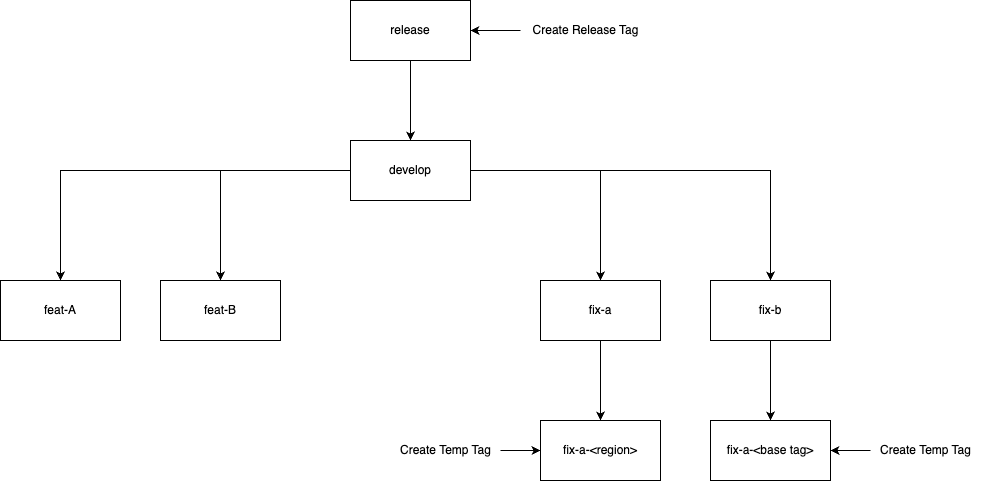 release
Create Release Tag
develop
feat-A
feat-B
fix-a
fix-b
Create Temp Tag
fix-a-<region>
fix-a-<base tag>
Create Temp Tag